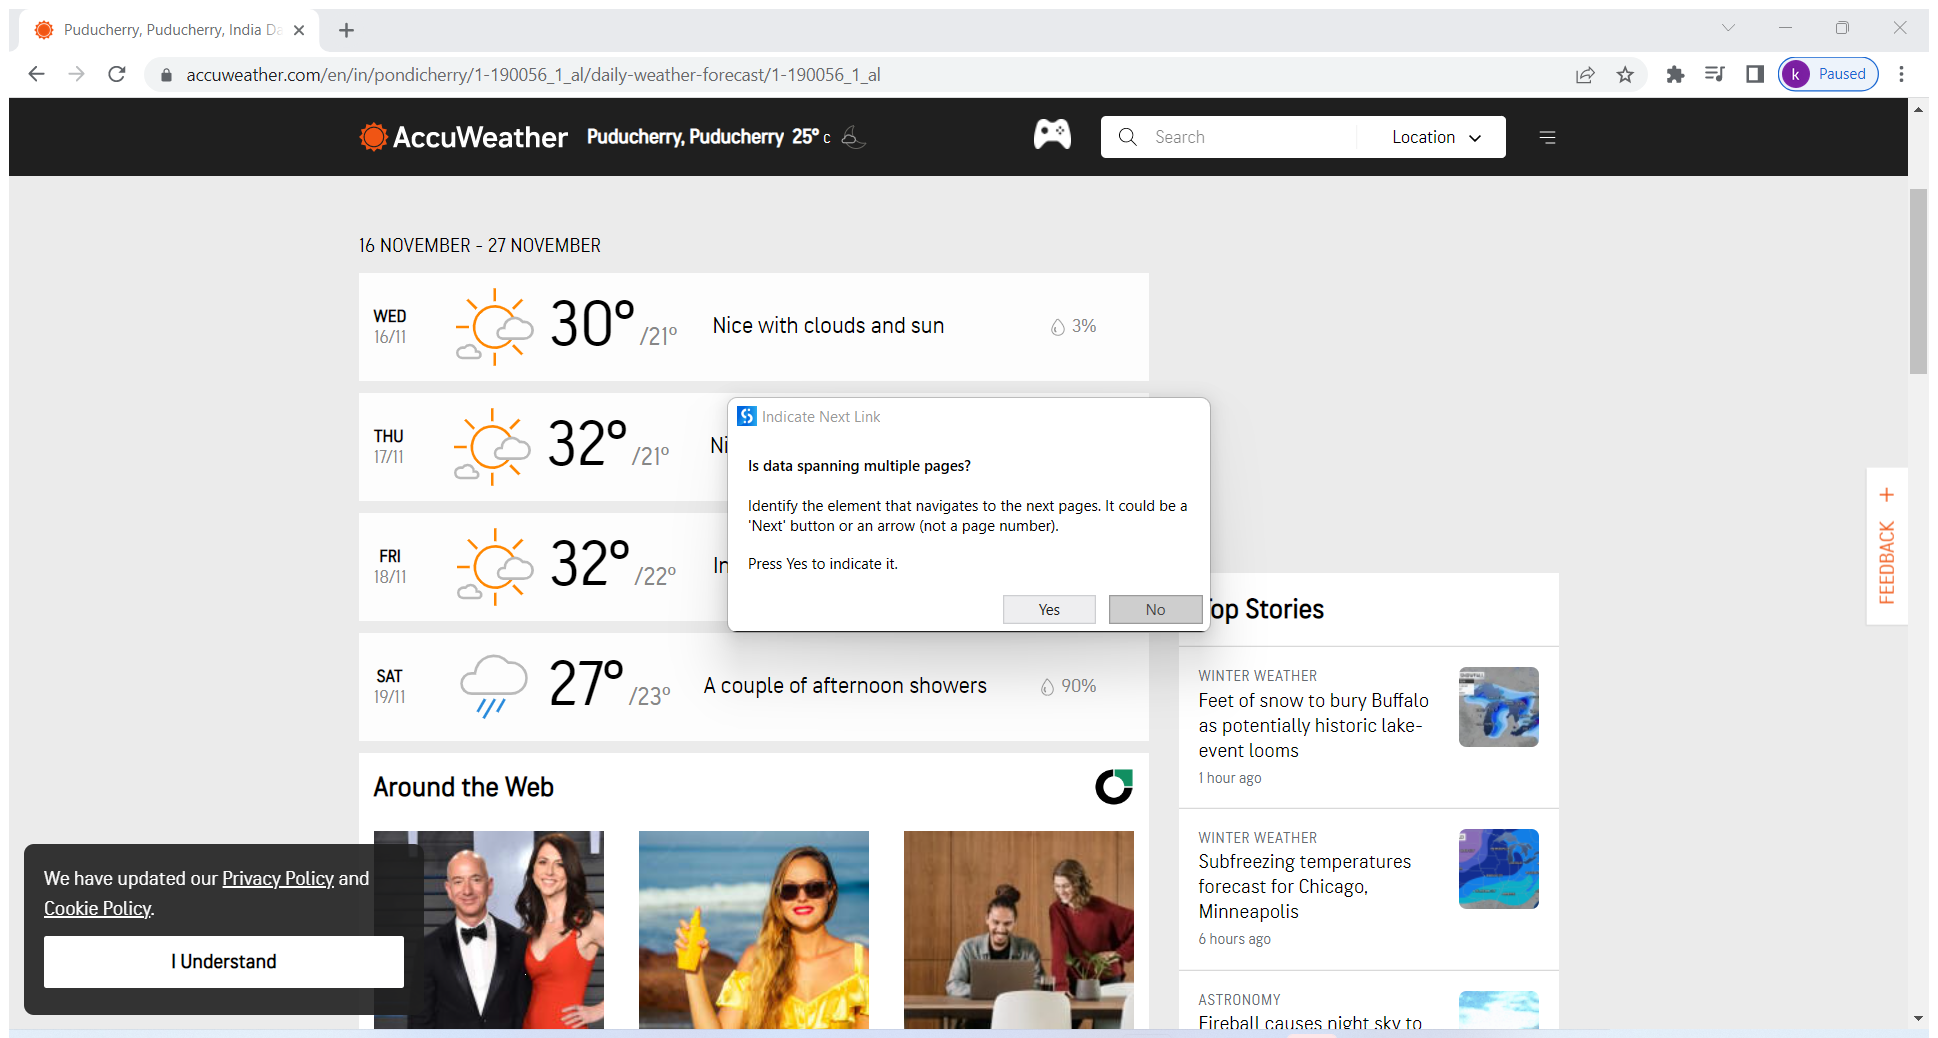 Puducherry, Puducherry, India Da
accuweather.com/en/in/pondicherry/1-190056_1_al/daily-weather-forecast/1-190056_1_al
k Paused
AccuWeather
Puducherry, Puducherry 25° C
Search
Location
16 NOVEMBER - 27 NOVEMBER
WED
16/11
30° /21°
Nice with clouds and sun
3%
THU
17/11
32° /21°
Ni
FRI
18/11
32° /22°
In
SAT
19/11
27° /23°
A couple of afternoon showers
90%
Indicate Next Link
Is data spanning multiple pages?
Identify the element that navigates to the next pages. It could be a
'Next' button or an arrow (not a page number).
Press Yes to indicate it.
Yes
No
FEEDBACK +
Top Stories
WINTER WEATHER
Feet of snow to bury Buffalo
as potentially historic lake-
event looms
1 hour ago
WINTER WEATHER
Subfreezing temperatures
forecast for Chicago,
Minneapolis
6 hours ago
ASTRONOMY
Fireball causes night sky to
Around the Web
We have updated our Privacy Policy and
Cookie Policy.
I Understand